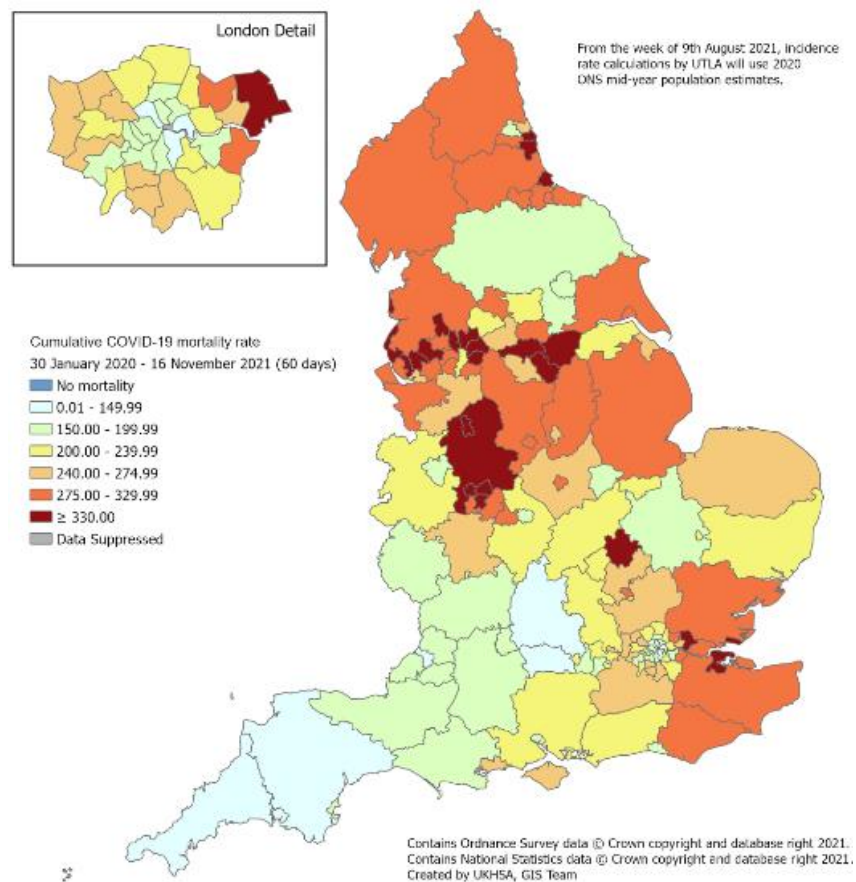 London Detail
From the week of 9th August 2021, incidence
rate calculations by UTLA will use 2020
ONS mid-year population estimates.
Cumulative COVID-19 mortality rate
30 January 2020 - 16 November 2021 (60 days)
No mortality
0.01 - 149.99
150.00 - 199.99
200.00 - 239.99
240.00 - 274.99
275.00 - 329.99
≥ 330.00
Data Suppressed
Contains Ordnance Survey data © Crown copyright and database right 2021.
Contains National Statistics data © Crown copyright and database right 2021.
Created by UKHSA, GIS Team